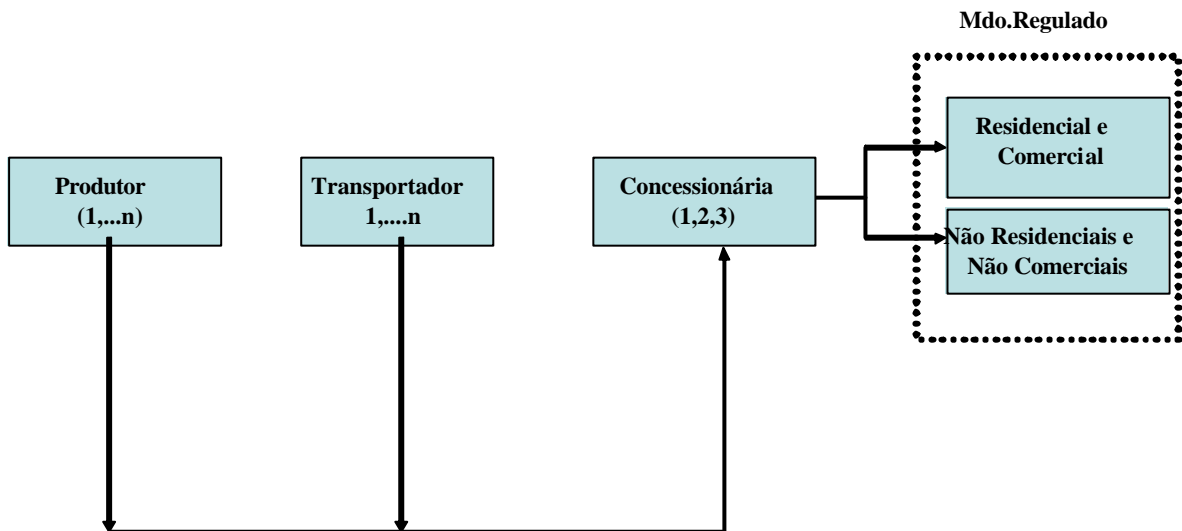 Mdo.Regulado
Residencial e
Comercial
Produtor
(1,...n)
Transportador
1,....n
Concessionária
(1,2,3)
Não Residenciais e
Não Comerciais